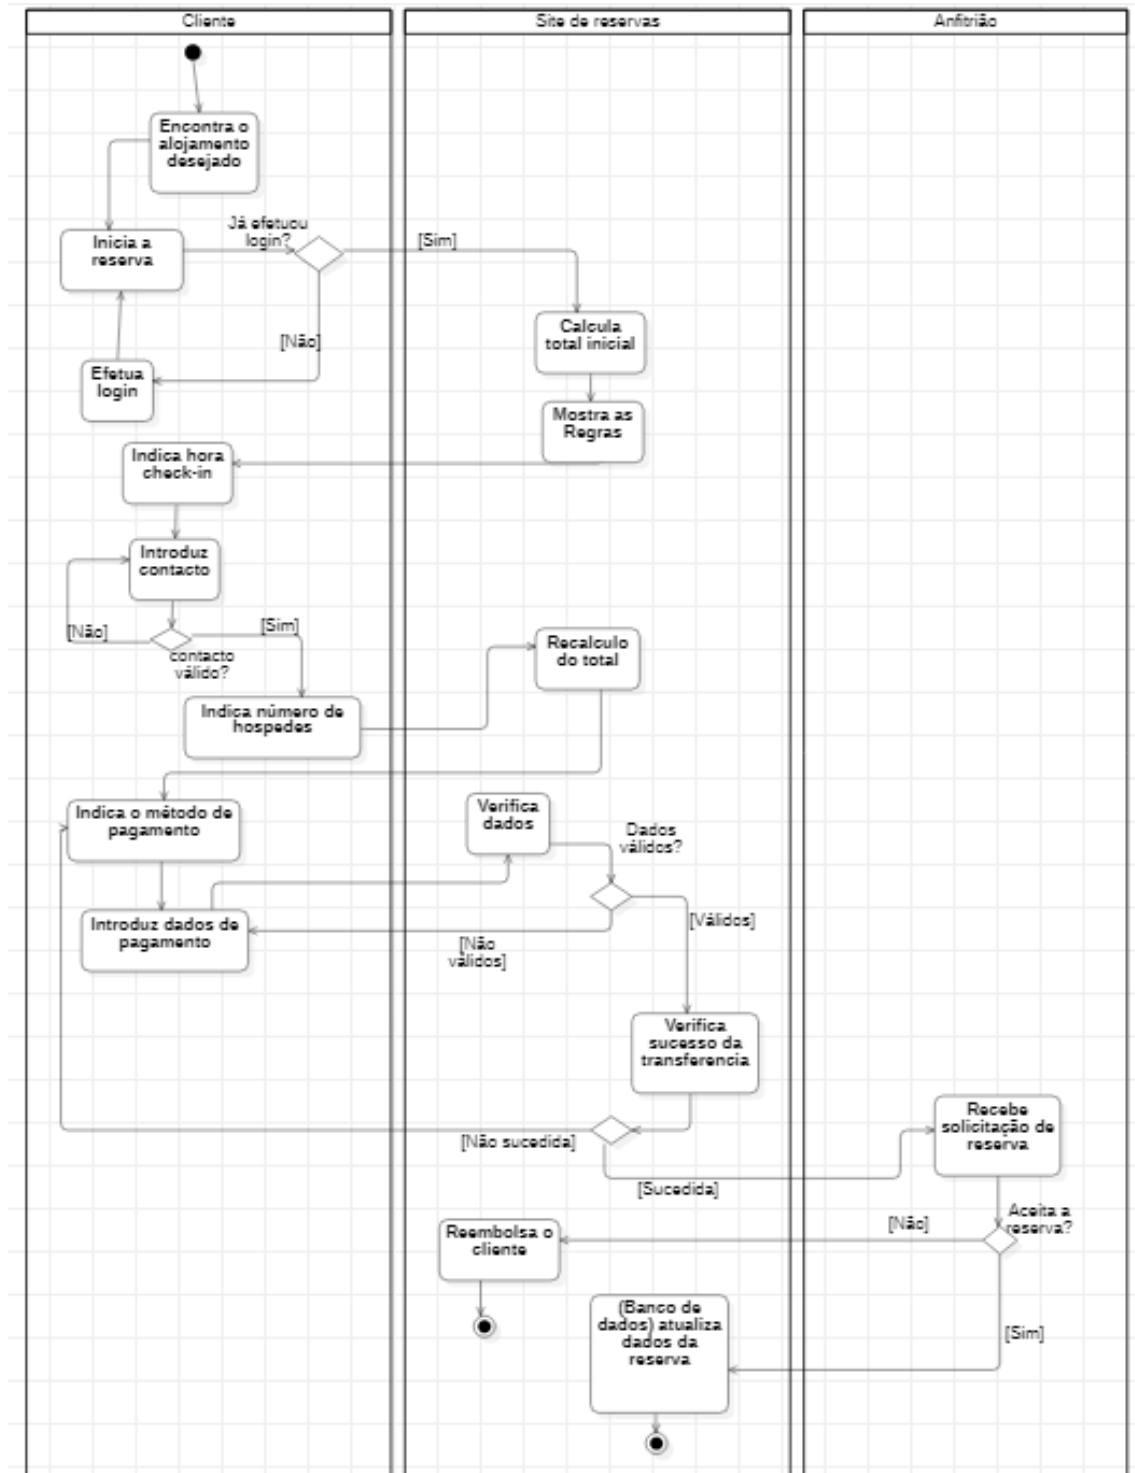 Cliente
Site de reservas
Anfitrião
Encontra o
alojamento
desejado
Inicia a
reserva
Já efetuou
login?
[Sim]
[Não]
Efetua
login
Calcula
total inicial
Mostra as
Regras
Indica hora
check-in
Introduz
contacto
[Não]
[Sim]
contacto
válido?
Indica número de
hospedes
Recalculo
do total
Indica o método de
pagamento
Verifica
dados
Dados
válidos?
Introduz dados de
pagamento
[Não
válidos]
[Válidos]
Verifica
sucesso da
transferencia
[Não sucedida]
[Sucedida]
Recebe
solicitação de
reserva
Aceita a
reserva?
[Não]
[Sim]
Reembolsa o
cliente
(Banco de
dados) atualiza
dados da
reserva